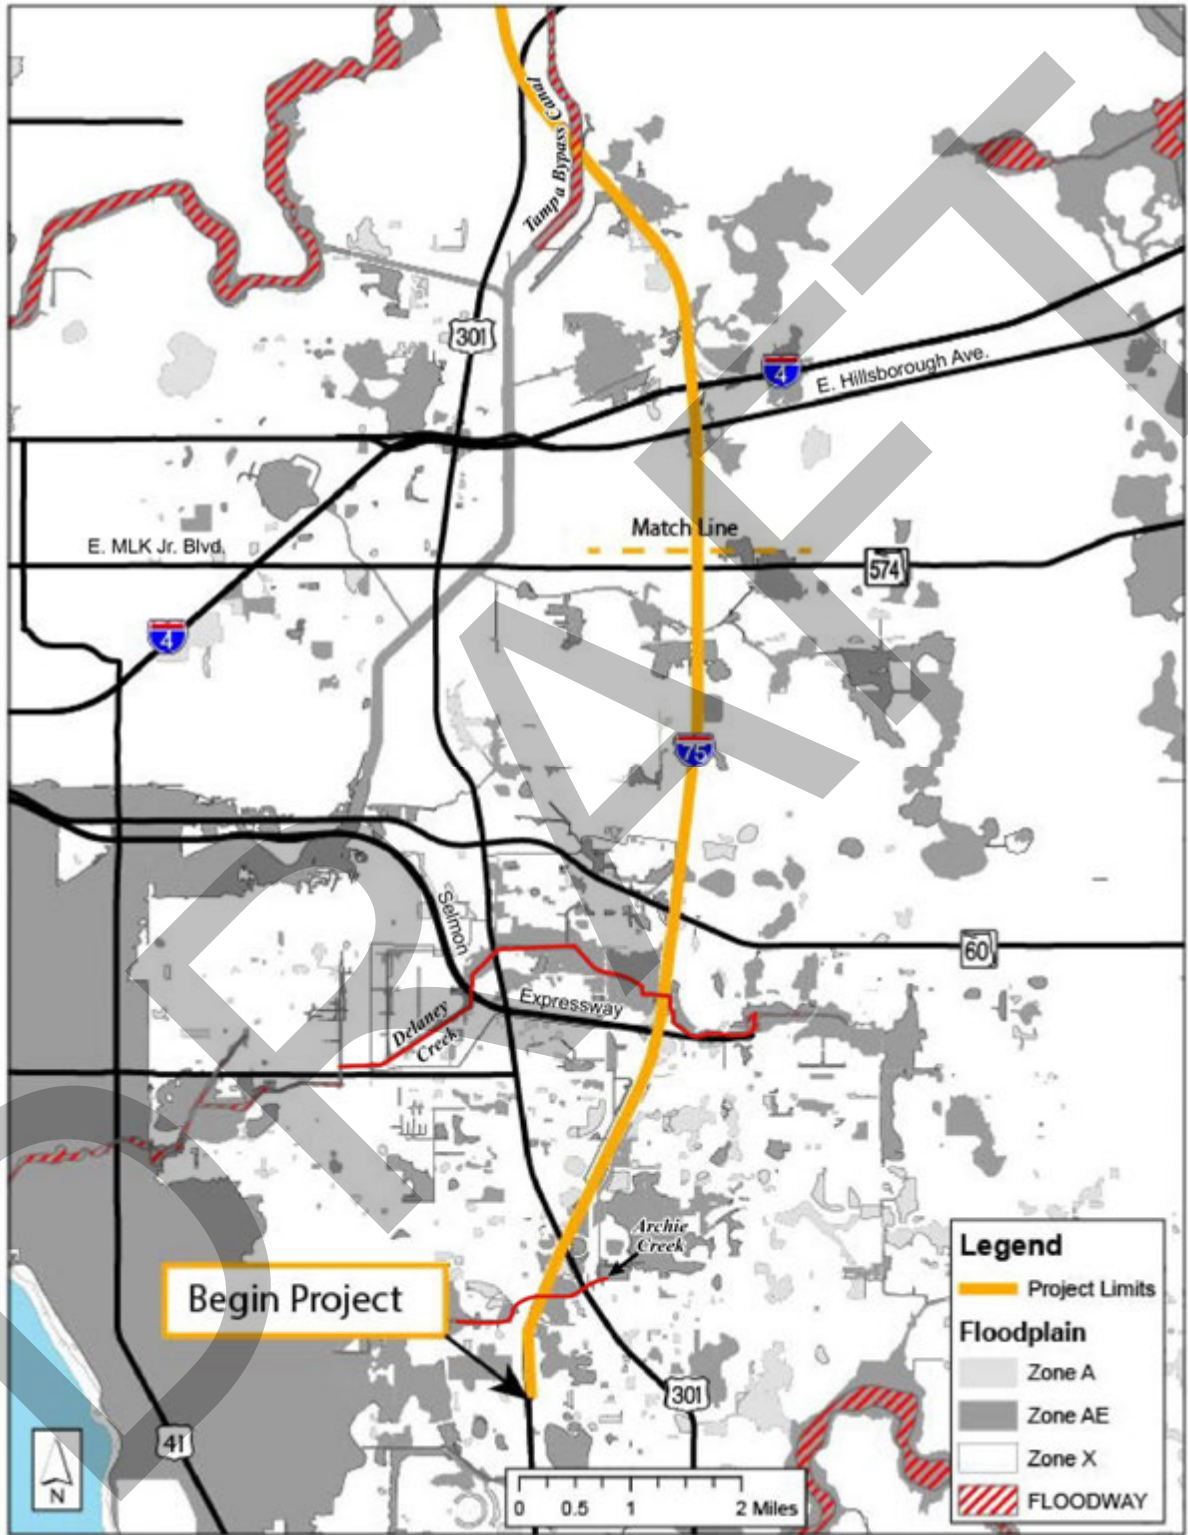 Tampa Bypass Canal
301
4
E. Hillsborough Ave.
Match Line
E. MLK Jr. Blvd.
574
4
75
Selmon
Expressway
60
Delaney
Creek
Archie
Creek
Begin Project
301
41
N
0 0.5 1 2 Miles
Legend
Project Limits
Floodplain
Zone A
Zone AE
Zone X
FLOODWAY
DRAFT